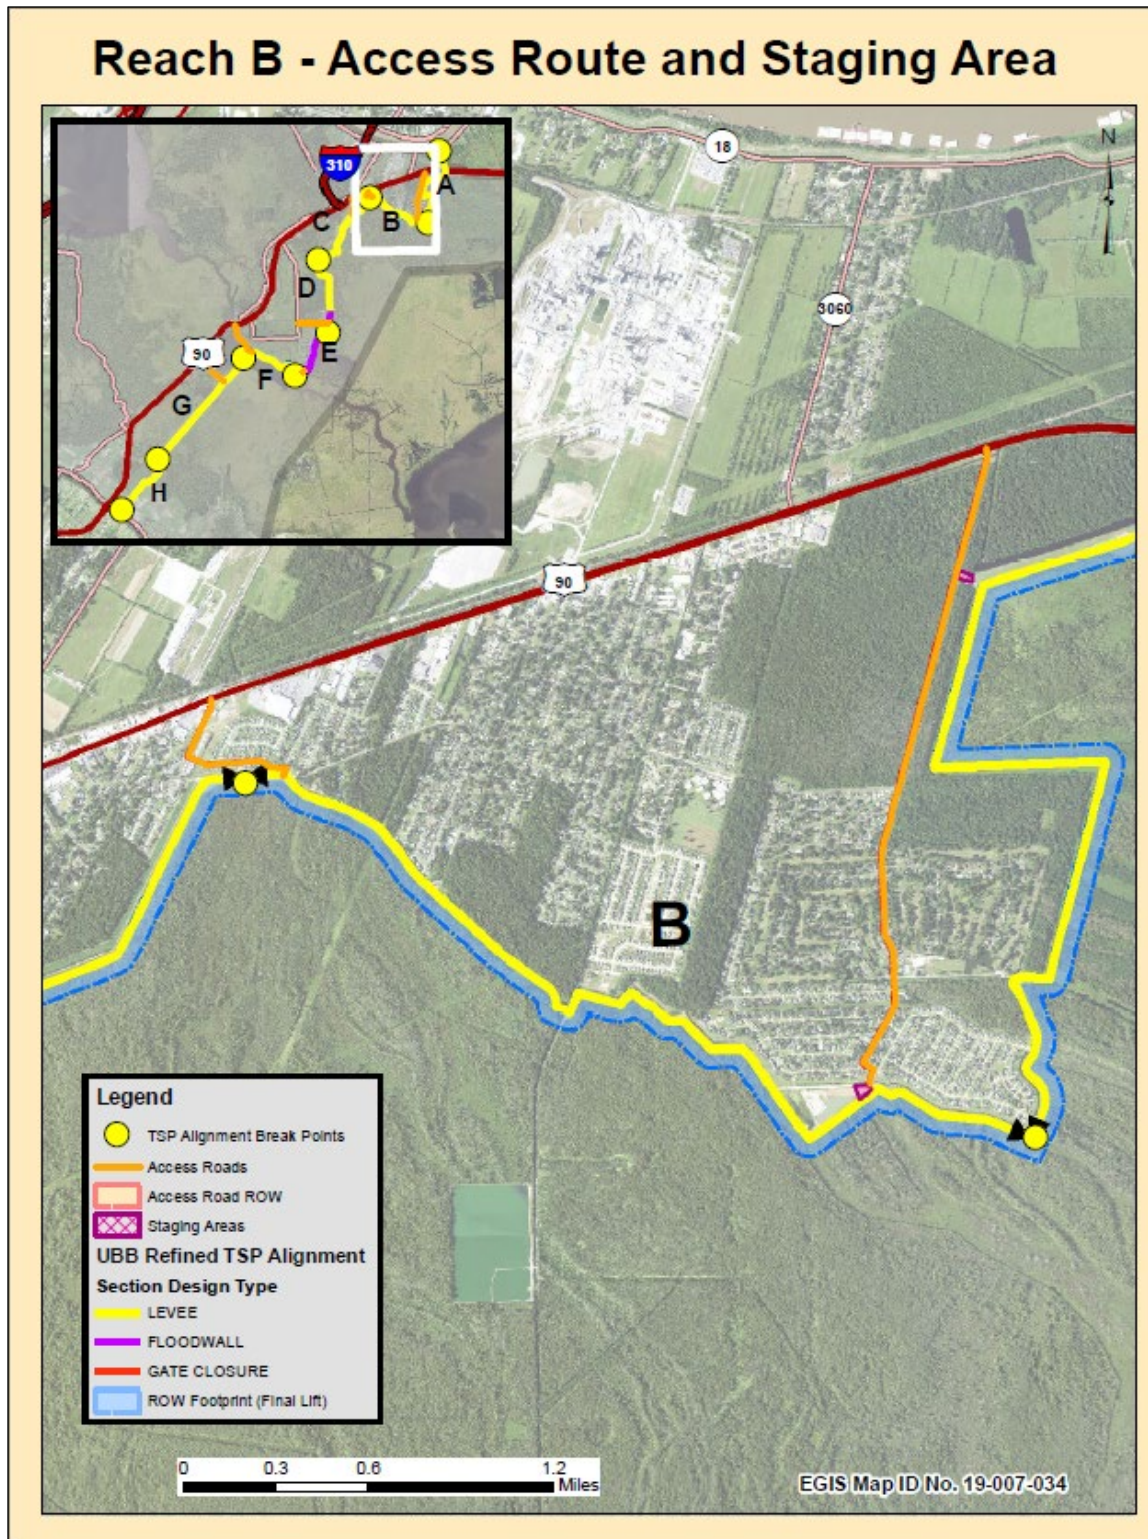 Reach B - Access Route and Staging Area
310
A
B
C
D
E
F
90
G
H
18
N
3060
90
B
Legend
TSP Alignment Break Points
Access Roads
Access Road ROW
Staging Areas
UBB Refined TSP Alignment
Section Design Type
LEVEE
FLOODWALL
GATE CLOSURE
ROW Footprint (Final Lift)
0 0.3 0.6 1.2
Miles
EGIS Map ID No. 19-007-034